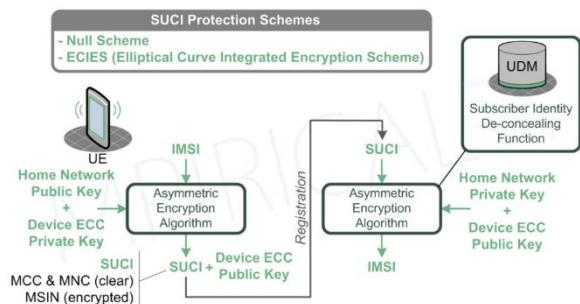 SUCI Protection Schemes
- Null Scheme
- ECIES (Elliptical Curve Integrated Encryption Scheme)
UDM
Subscriber Identity
De-concealing
Function
UE
IMSI
SUCI
Home Network
Public Key
+
Device ECC
Private Key
Asymmetric
Encryption
Algorithm
Registration
Asymmetric
Encryption
Algorithm
Home Network
Private Key
+
Device ECC
Public Key
SUCI
MCC & MNC (clear)
MSIN (encrypted)
SUCI + Device ECC
Public Key
IMSI
MPIRICAL